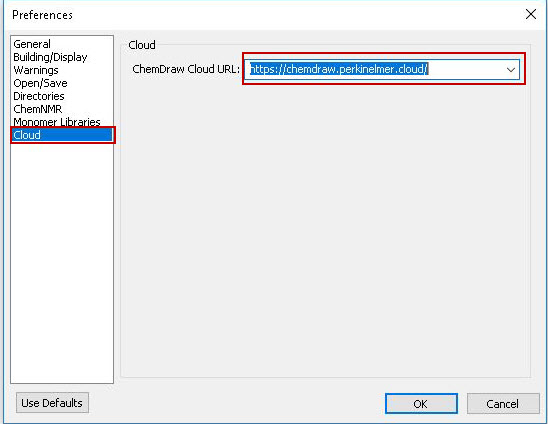 Preferences
General
Building/Display
Warnings
Open/Save
Directories
ChemNMR
Monomer Libraries
Cloud
Cloud
ChemDraw Cloud URL: https://chemdraw.perkinelmer.cloud/
Use Defaults
OK
Cancel